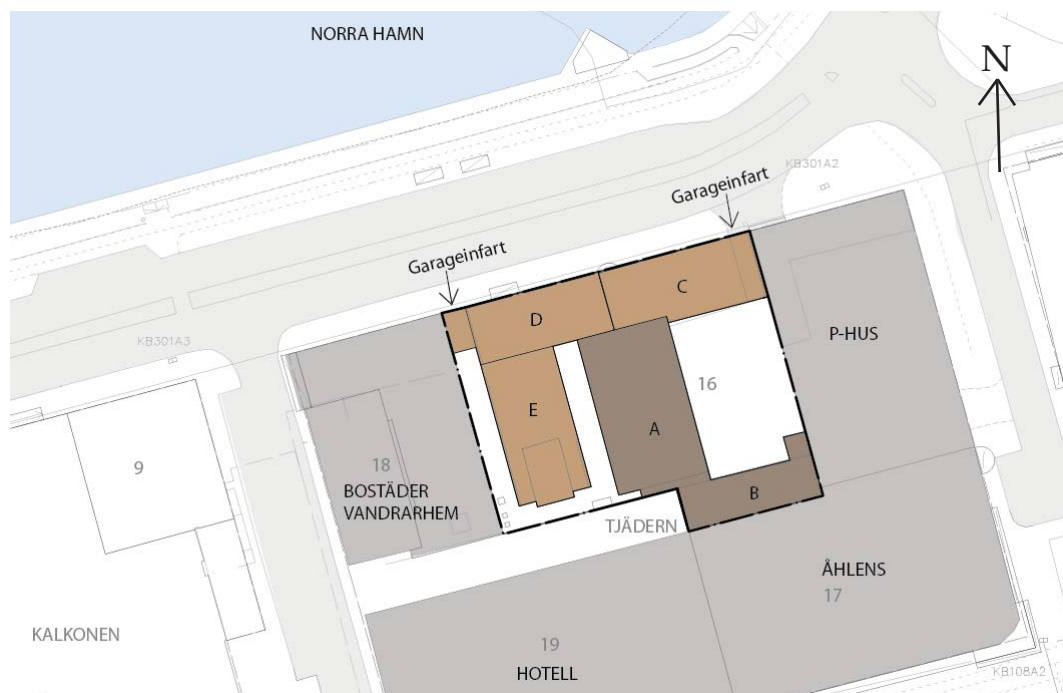 NORRA HAMN
N
KB301A2
Garageinfart
Garageinfart
C
D
P-HUS
KB301A3
16
E
A
9
18
BOSTÄDER
VANDRARHEM
B
TJÄDERN
ÅHLENS
17
KALKONEN
19
HOTELL
KB108A2